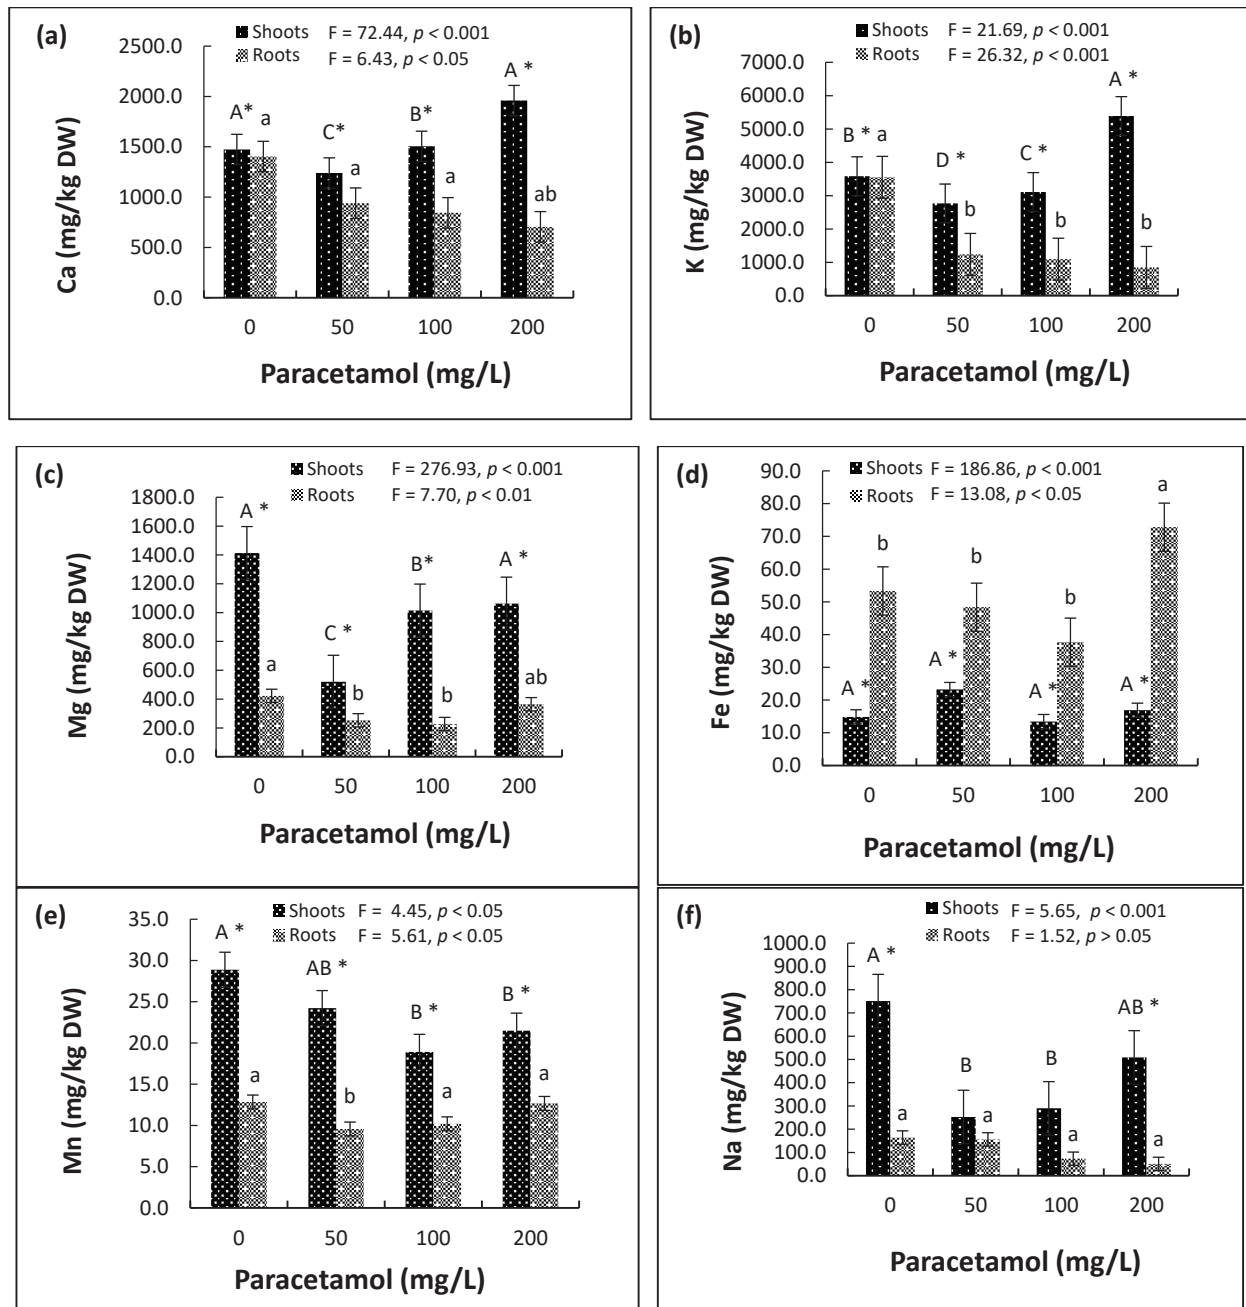 (a)
Shoots F = 72.44, p < 0.001
Roots F = 6.43, p < 0.05
2500.0
2000.0
1500.0
1000.0
500.0
0.0
Ca (mg/kg DW)
A* a C* a B* a A* ab
0 50 100 200
Paracetamol (mg/L)
(b)
Shoots F = 21.69, p < 0.001
Roots F = 26.32, p < 0.001
7000.0
6000.0
5000.0
4000.0
3000.0
2000.0
1000.0
0.0
K (mg/kg DW)
B * a D * b C * b A * b
0 50 100 200
Paracetamol (mg/L)
(c)
Shoots F = 276.93, p < 0.001
Roots F = 7.70, p < 0.01
1800.0
1600.0
1400.0
1200.0
1000.0
800.0
600.0
400.0
200.0
0.0
Mg (mg/kg DW)
A * a C * b B* b A * ab
0 50 100 200
Paracetamol (mg/L)
(d)
Shoots F = 186.86, p < 0.001
Roots F = 13.08, p < 0.05
90.0
80.0
70.0
60.0
50.0
40.0
30.0
20.0
10.0
0.0
Fe (mg/kg DW)
A * b A * b A * b A * a
0 50 100 200
Paracetamol (mg/L)
(e)
Shoots F = 4.45, p < 0.05
Roots F = 5.61, p < 0.05
35.0
30.0
25.0
20.0
15.0
10.0
5.0
0.0
Mn (mg/kg DW)
A * a AB * b B * a B * a
0 50 100 200
Paracetamol (mg/L)
(f)
Shoots F = 5.65, p < 0.001
Roots F = 1.52, p > 0.05
1000.0
900.0
800.0
700.0
600.0
500.0
400.0
300.0
200.0
100.0
0.0
Na (mg/kg DW)
A * a B a B a AB * a
0 50 100 200
Paracetamol (mg/L)